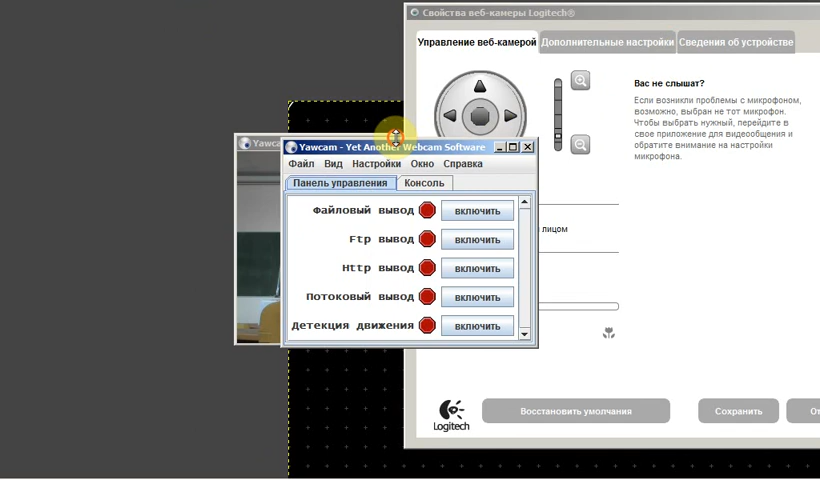 Свойства веб-камеры Logitech®
Управление веб-камерой
Дополнительные настройки
Сведения об устройстве
Вас не слышат?
Если возникли проблемы с микрофоном,
возможно, выбран не тот микрофон.
Чтобы выбрать нужный, перейдите в
свое приложение для видеообщения и
обратите внимание на настройки
микрофона.
Yawca
Yawcam - Yet Another Webcam Software
Файл Вид Настройки Окно Справка
Панель управления Консоль
Файловый вывод включить
Ftp вывод включить
Http вывод включить
Потоковый вывод включить
Детекция движения включить
лицом
Logitech
Восстановить умолчания
Сохранить
От